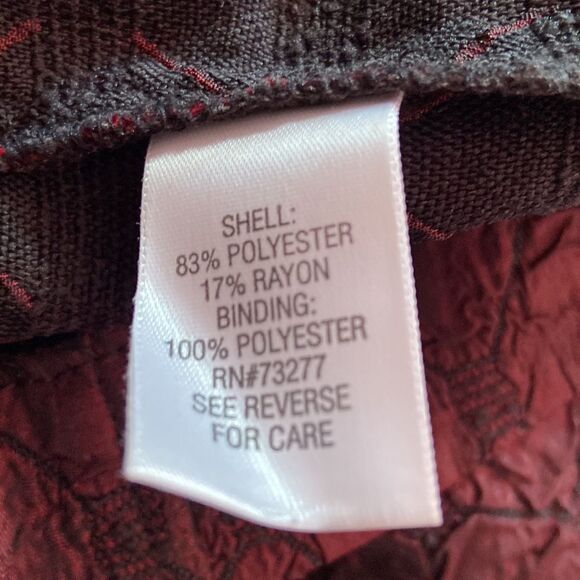 SHELL:
83% POLYESTER
17% RAYON
BINDING:
100% POLYESTER
RN#73277
SEE REVERSE
FOR CARE